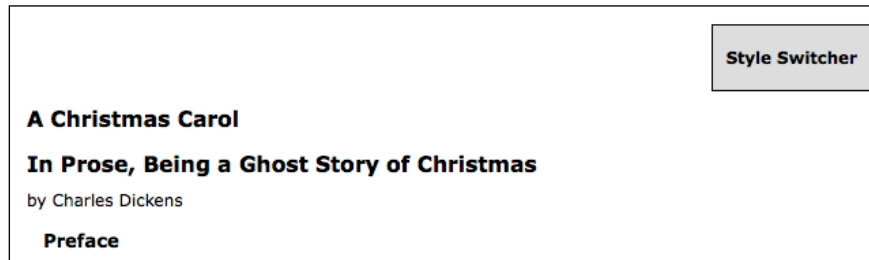 Style Switcher
A Christmas Carol
In Prose, Being a Ghost Story of Christmas
by Charles Dickens
Preface